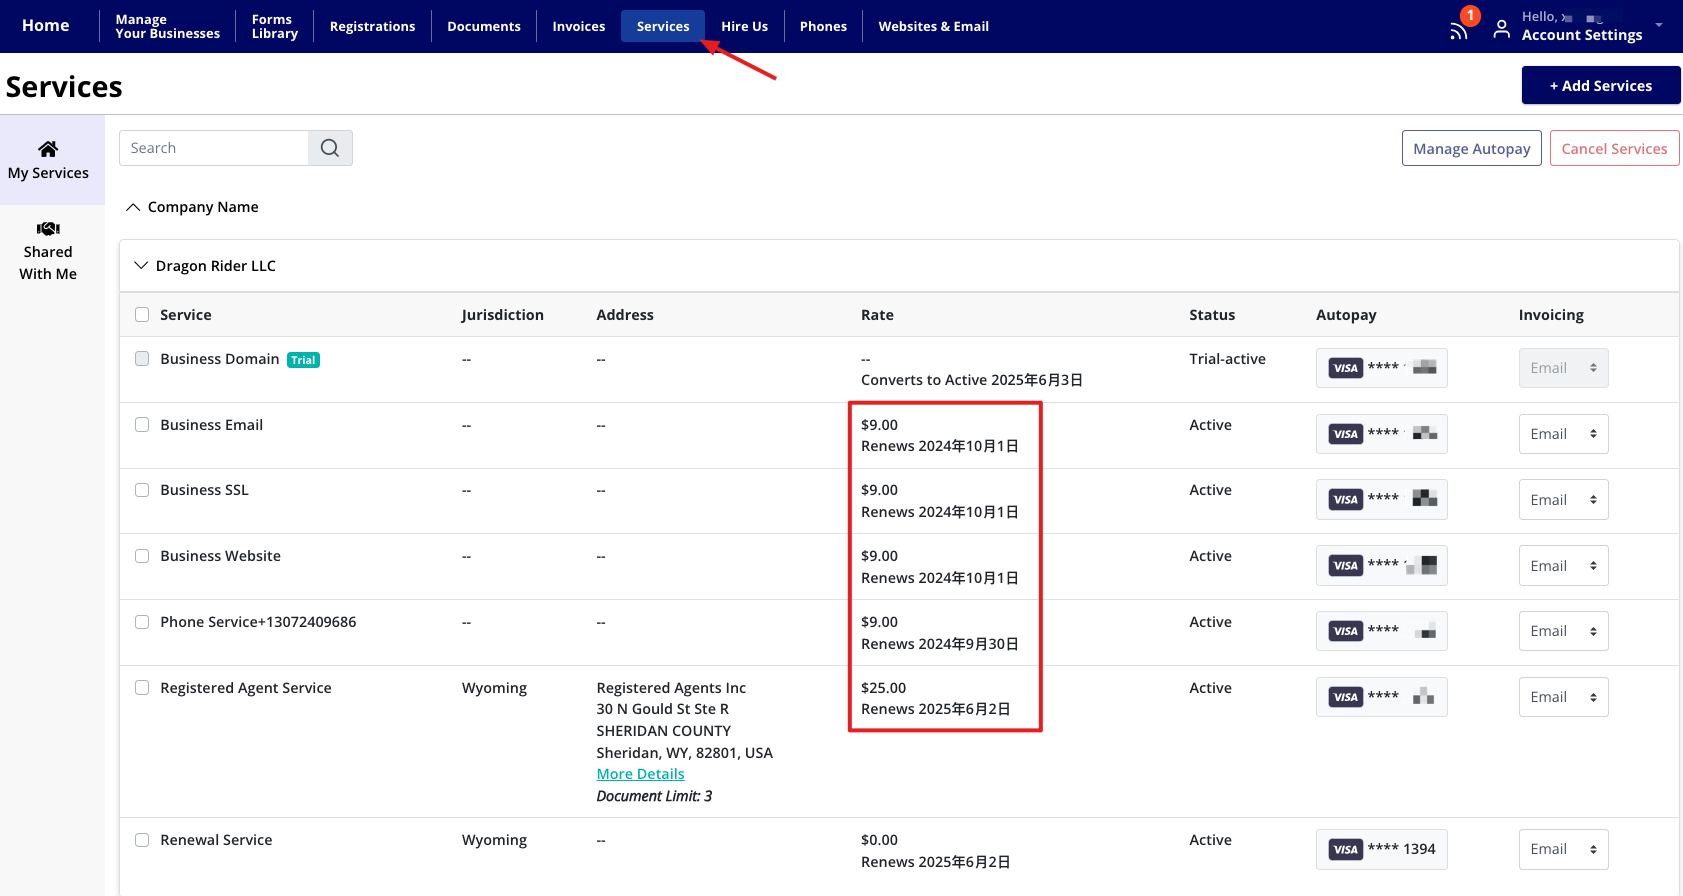 Home
Manage
Your Businesses
Forms
Library
Registrations
Documents
Invoices
Services
Hire Us
Phones
Websites & Email
1
Hello,
Account Settings
Services
+ Add Services
My Services
Shared
With Me
Search
Manage Autopay
Cancel Services
Company Name
Dragon Rider LLC
Service Jurisdiction Address Rate Status Autopay Invoicing
Business Domain Trial -- -- -- Trial-active VISA **** Email
Converts to Active 2025年6月3日
Business Email -- -- $9.00 Active VISA **** Email
Renews 2024年10月1日
Business SSL -- -- $9.00 Active VISA **** Email
Renews 2024年10月1日
Business Website -- -- $9.00 Active VISA **** Email
Renews 2024年10月1日
Phone Service+13072409686 -- -- $9.00 Active VISA **** Email
Renews 2024年9月30日
Registered Agent Service Wyoming Registered Agents Inc $25.00 Active VISA **** Email
30 N Gould St Ste R Renews 2025年6月2日
SHERIDAN COUNTY
Sheridan, WY, 82801, USA
More Details
Document Limit: 3
Renewal Service Wyoming -- $0.00 Active VISA **** 1394 Email
Renews 2025年6月2日